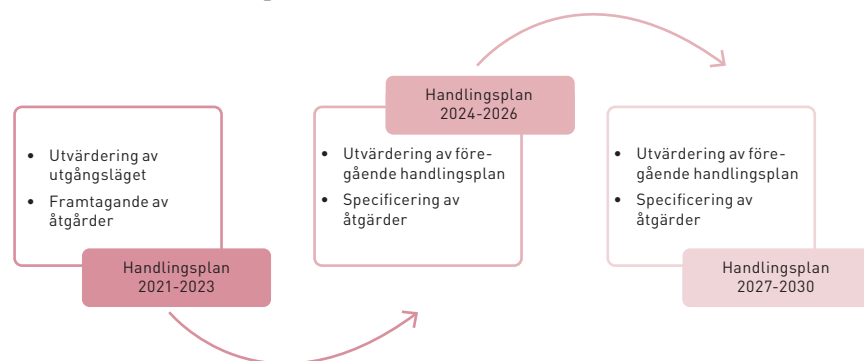 • Utvärdering av
utgångsläget
• Framtagande av
åtgårder
Handlingsplan
2021-2023
Handlingsplan
2024-2026
• Utvärdering av före-
gående handlingsplan
• Specificering av
åtgärder
• Utvärdering av före-
gående handlingsplan
• Specificering av
åtgärder
Handlingsplan
2027-2030